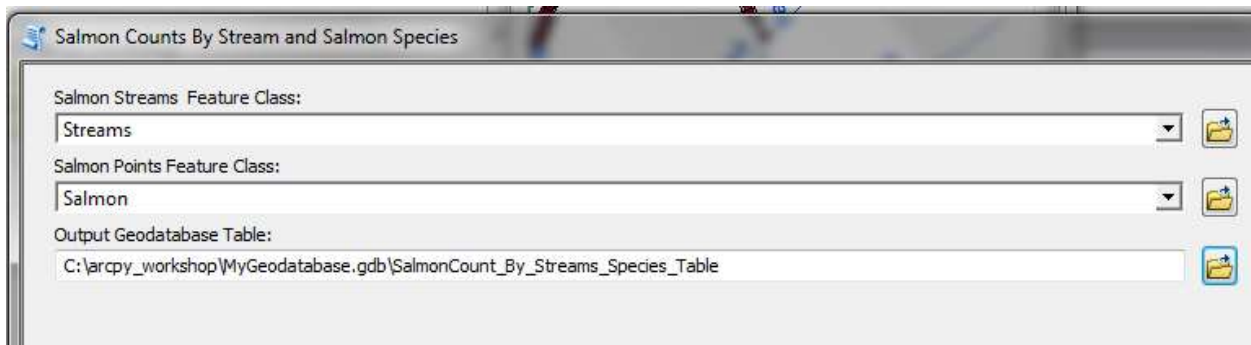 Salmon Counts By Stream and Salmon Species
Salmon Streams Feature Class:
Streams
Salmon Points Feature Class:
Salmon
Output Geodatabase Table:
C:\arcpy_workshop\MyGeodatabase.gdb\SalmonCount_By_Streams_Species_Table